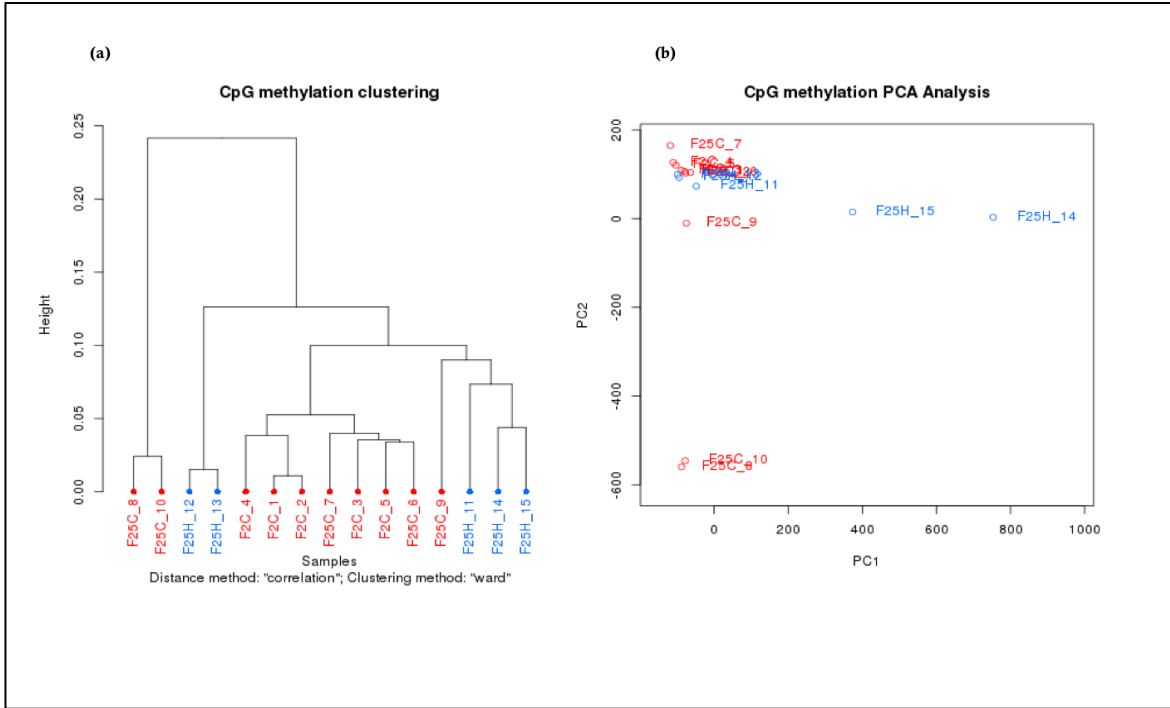 (a)
CpG methylation clustering
Height
0.25
0.20
0.15
0.10
0.05
0.00
F25C_8
F25C_10
F25H_12
F25H_13
F2C_4
F2C_1
F2C_2
F25C_7
F2C_3
F2C_5
F25C_6
F25C_9
F25H_11
F25H_14
F25H_15
Samples
Distance method: "correlation"; Clustering method: "ward"
(b)
CpG methylation PCA Analysis
PC2
200
0
-200
-400
-600
F25C_7
F25H_11
F25C_9
F25H_15
F25H_14
F25C_10
F25C_8
0 200 400 600 800 1000
PC1